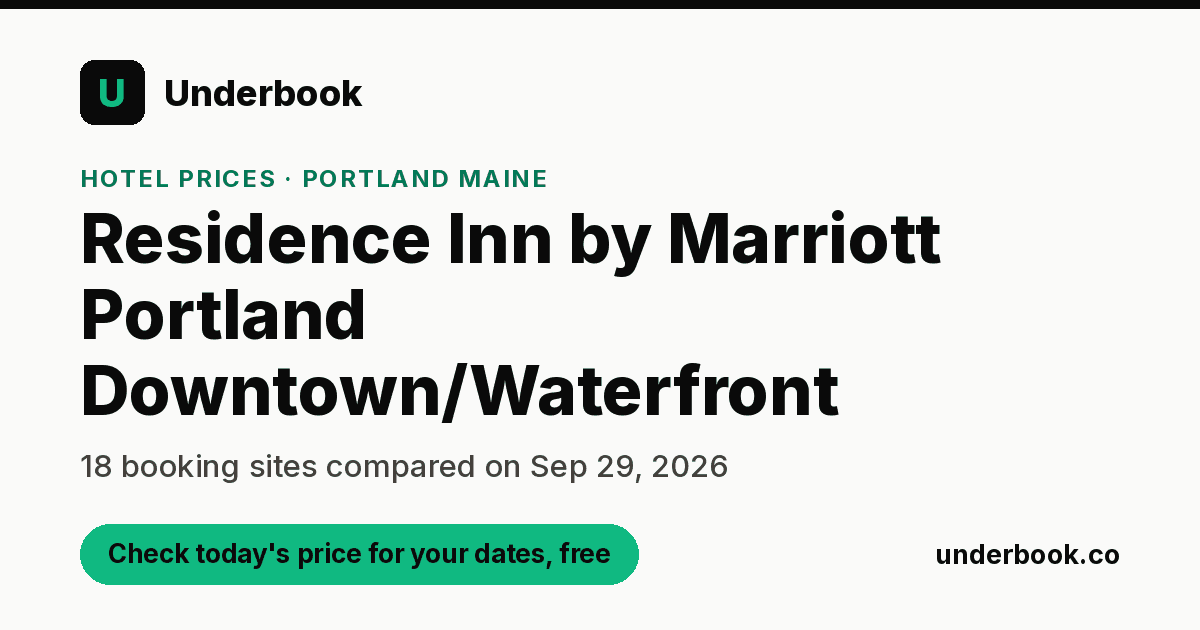 U Underbook
HOTEL PRICES · PORTLAND MAINE
Residence Inn by Marriott
Portland
Downtown/Waterfront
18 booking sites compared on Sep 29, 2026
Check today's price for your dates, free
underbook.co